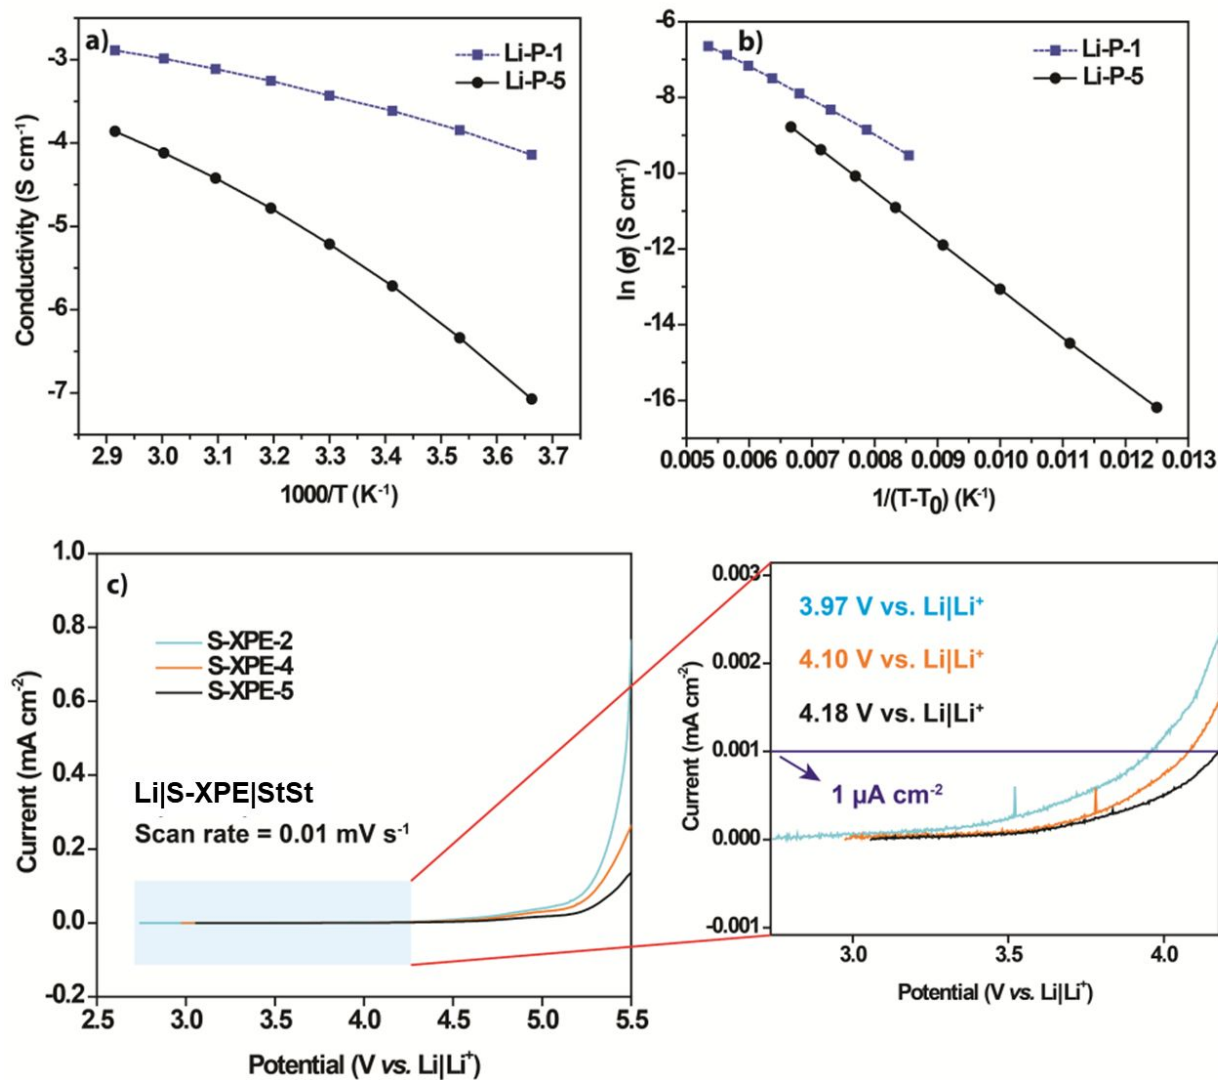 a)
Li-P-1
Li-P-5
Conductivity (S cm⁻¹)
-3
-4
-5
-6
-7
2.9 3.0 3.1 3.2 3.3 3.4 3.5 3.6 3.7
1000/T (K⁻¹)
b)
Li-P-1
Li-P-5
ln (σ) (S cm⁻¹)
-6
-8
-10
-12
-14
-16
0.005 0.006 0.007 0.008 0.009 0.010 0.011 0.012 0.013
1/(T-T₀) (K⁻¹)
c)
S-XPE-2
S-XPE-4
S-XPE-5
Li|S-XPE|StSt
Scan rate = 0.01 mV s⁻¹
Current (mA cm⁻²)
1.0
0.8
0.6
0.4
0.2
0.0
-0.2
2.5 3.0 3.5 4.0 4.5 5.0 5.5
Potential (V vs. Li|Li⁺)
3.97 V vs. Li|Li⁺
4.10 V vs. Li|Li⁺
4.18 V vs. Li|Li⁺
1 µA cm⁻²
Current (mA cm⁻²)
0.003
0.002
0.001
0.000
-0.001
3.0 3.5 4.0
Potential (V vs. Li|Li⁺)